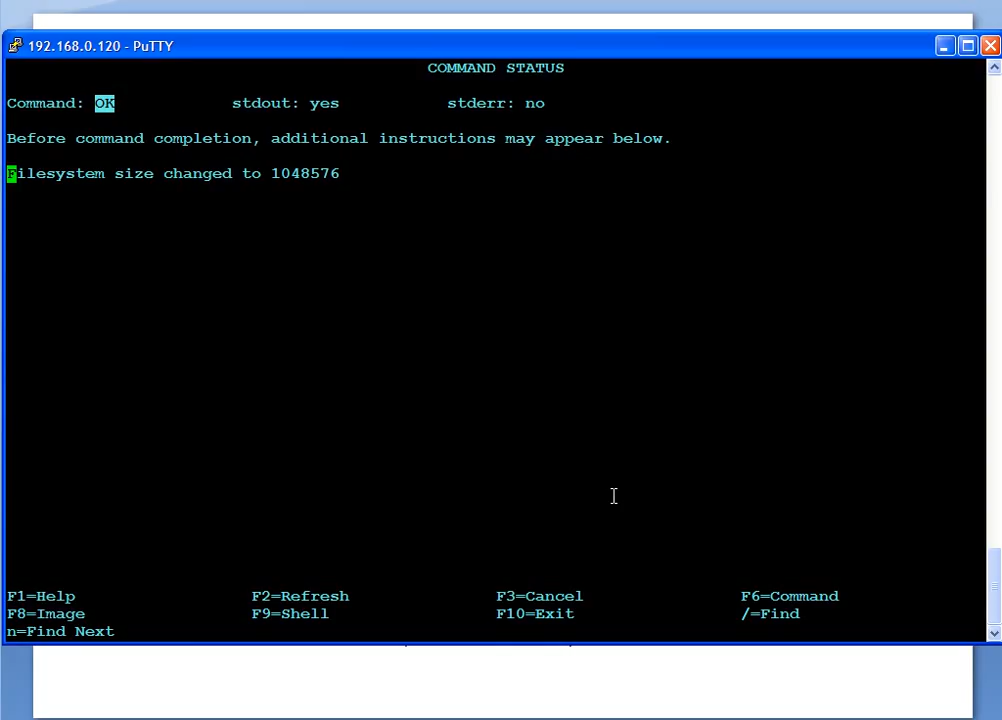 192.168.0.120 - PuTTY
COMMAND STATUS
Command: OK stdout: yes stderr: no
Before command completion, additional instructions may appear below.
Filesystem size changed to 1048576
F1=Help F2=Refresh F3=Cancel F6=Command
F8=Image F9=Shell F10=Exit /=Find
n=Find Next